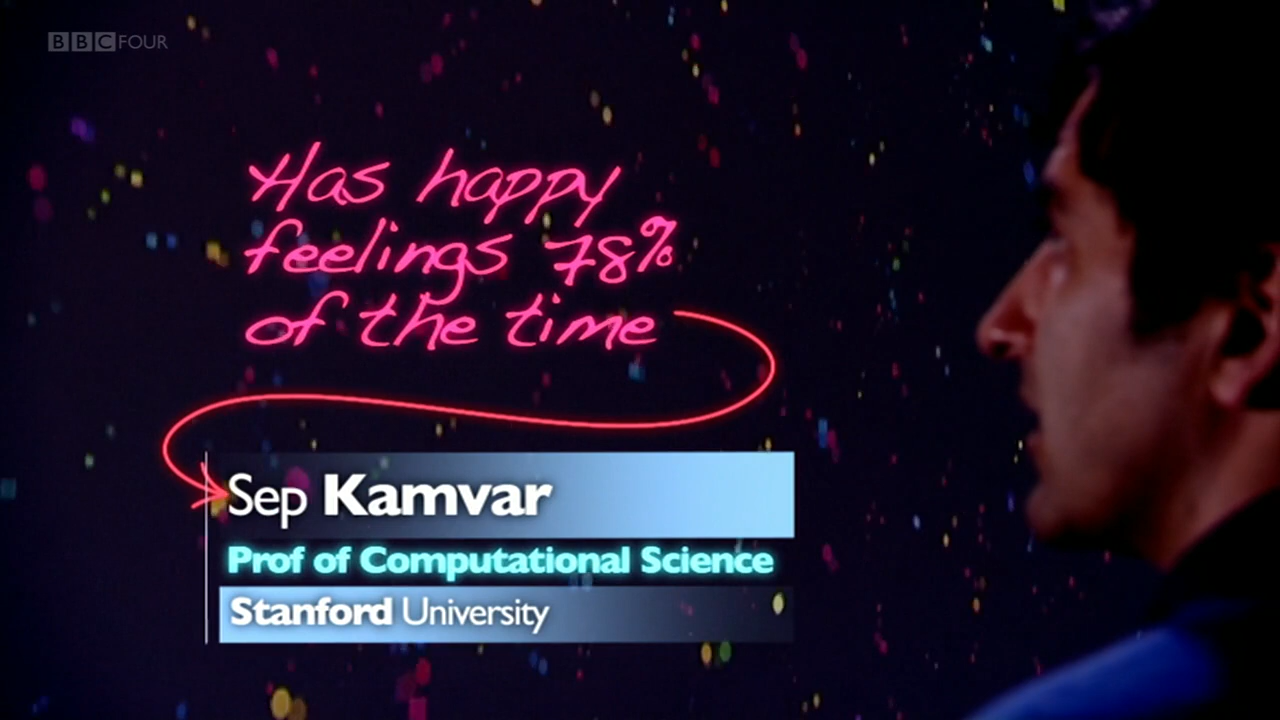 BBC FOUR
Has happy
feelings 78%
of the time
Sep Kamvar
Prof of Computational Science
Stanford University